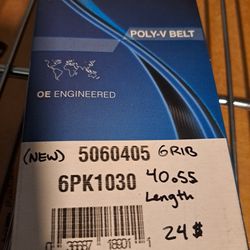 POLY-V BELT
OE ENGINEERED
(NEW) 5060405 6RIB
6PK1030 40.55
Length
24$